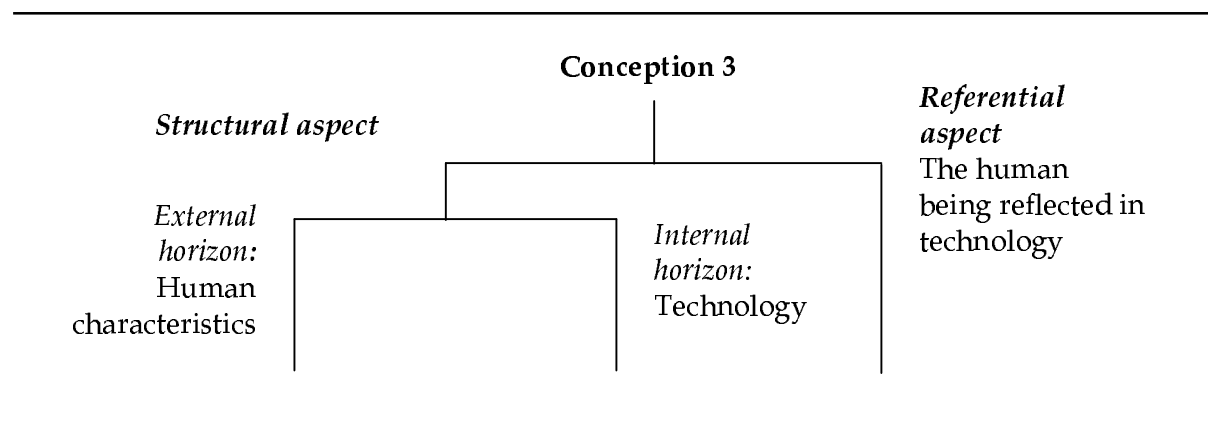 Conception 3
Structural aspect
External
horizon:
Human
characteristics
Internal
horizon:
Technology
Referential
aspect
The human
being reflected in
technology